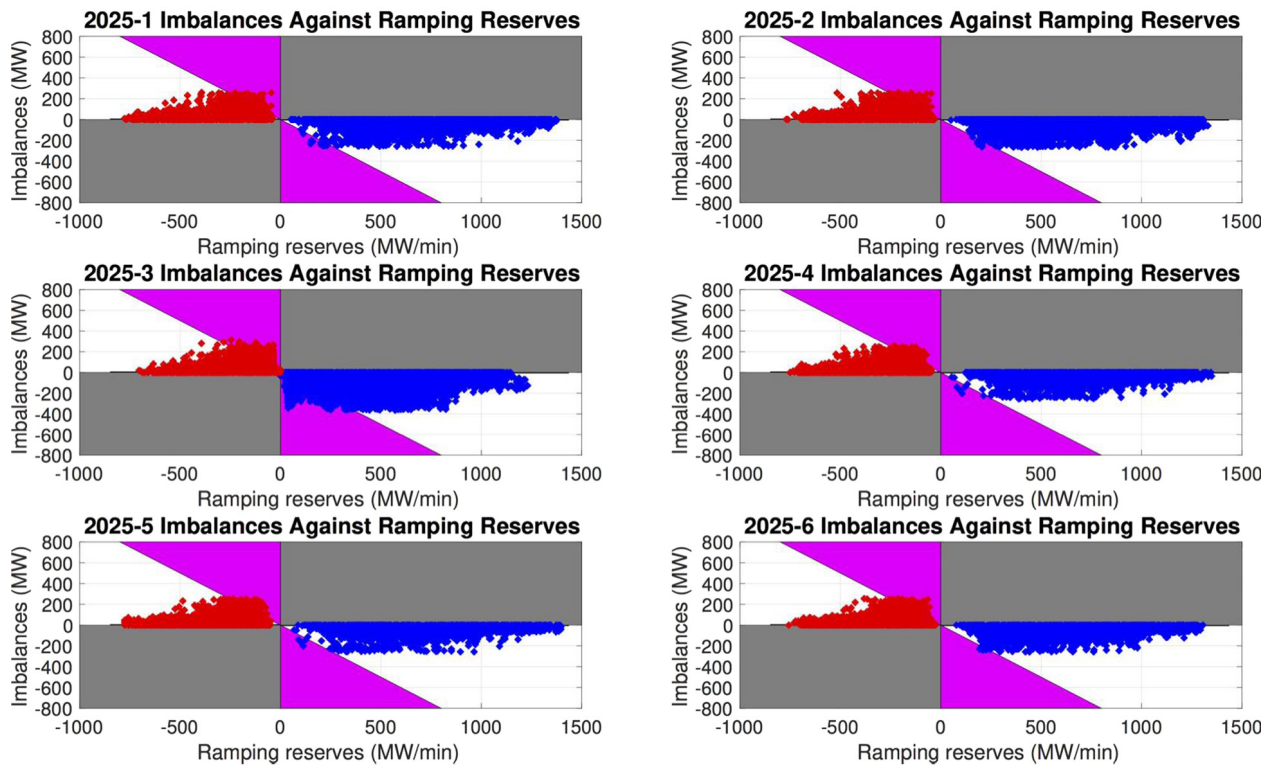 2025-1 Imbalances Against Ramping Reserves
800
600
400
200
0
-200
-400
-600
-800
Imbalances (MW)
-1000 -500 0 500 1000 1500
Ramping reserves (MW/min)
2025-2 Imbalances Against Ramping Reserves
800
600
400
200
0
-200
-400
-600
-800
Imbalances (MW)
-1000 -500 0 500 1000 1500
Ramping reserves (MW/min)
2025-3 Imbalances Against Ramping Reserves
800
600
400
200
0
-200
-400
-600
-800
Imbalances (MW)
-1000 -500 0 500 1000 1500
Ramping reserves (MW/min)
2025-4 Imbalances Against Ramping Reserves
800
600
400
200
0
-200
-400
-600
-800
Imbalances (MW)
-1000 -500 0 500 1000 1500
Ramping reserves (MW/min)
2025-5 Imbalances Against Ramping Reserves
800
600
400
200
0
-200
-400
-600
-800
Imbalances (MW)
-1000 -500 0 500 1000 1500
Ramping reserves (MW/min)
2025-6 Imbalances Against Ramping Reserves
800
600
400
200
0
-200
-400
-600
-800
Imbalances (MW)
-1000 -500 0 500 1000 1500
Ramping reserves (MW/min)